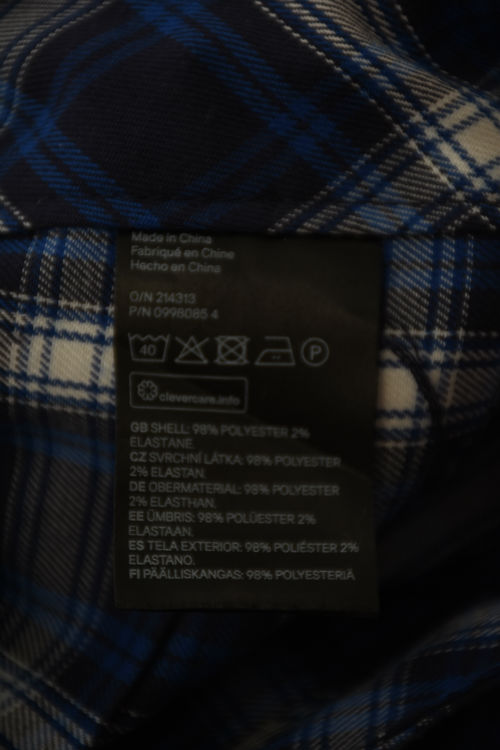 Made in China
Fabriqué en Chine
Hecho en China
O/N 214313
P/N 0998085 4
40 P
clevercare.info
GB SHELL: 98% POLYESTER 2%
ELASTANE.
CZ SVRCHNÍ LÁTKA: 98% POLYESTER
2% ELASTAN.
DE OBERMATERIAL: 98% POLYESTER
2% ELASTHAN.
EE ÜMBRIS: 98% POLÜESTER 2%
ELASTAAN.
ES TELA EXTERIOR: 98% POLIÉSTER 2%
ELASTANO.
FI PÄÄLLISKANGAS: 98% POLYESTERIÄ